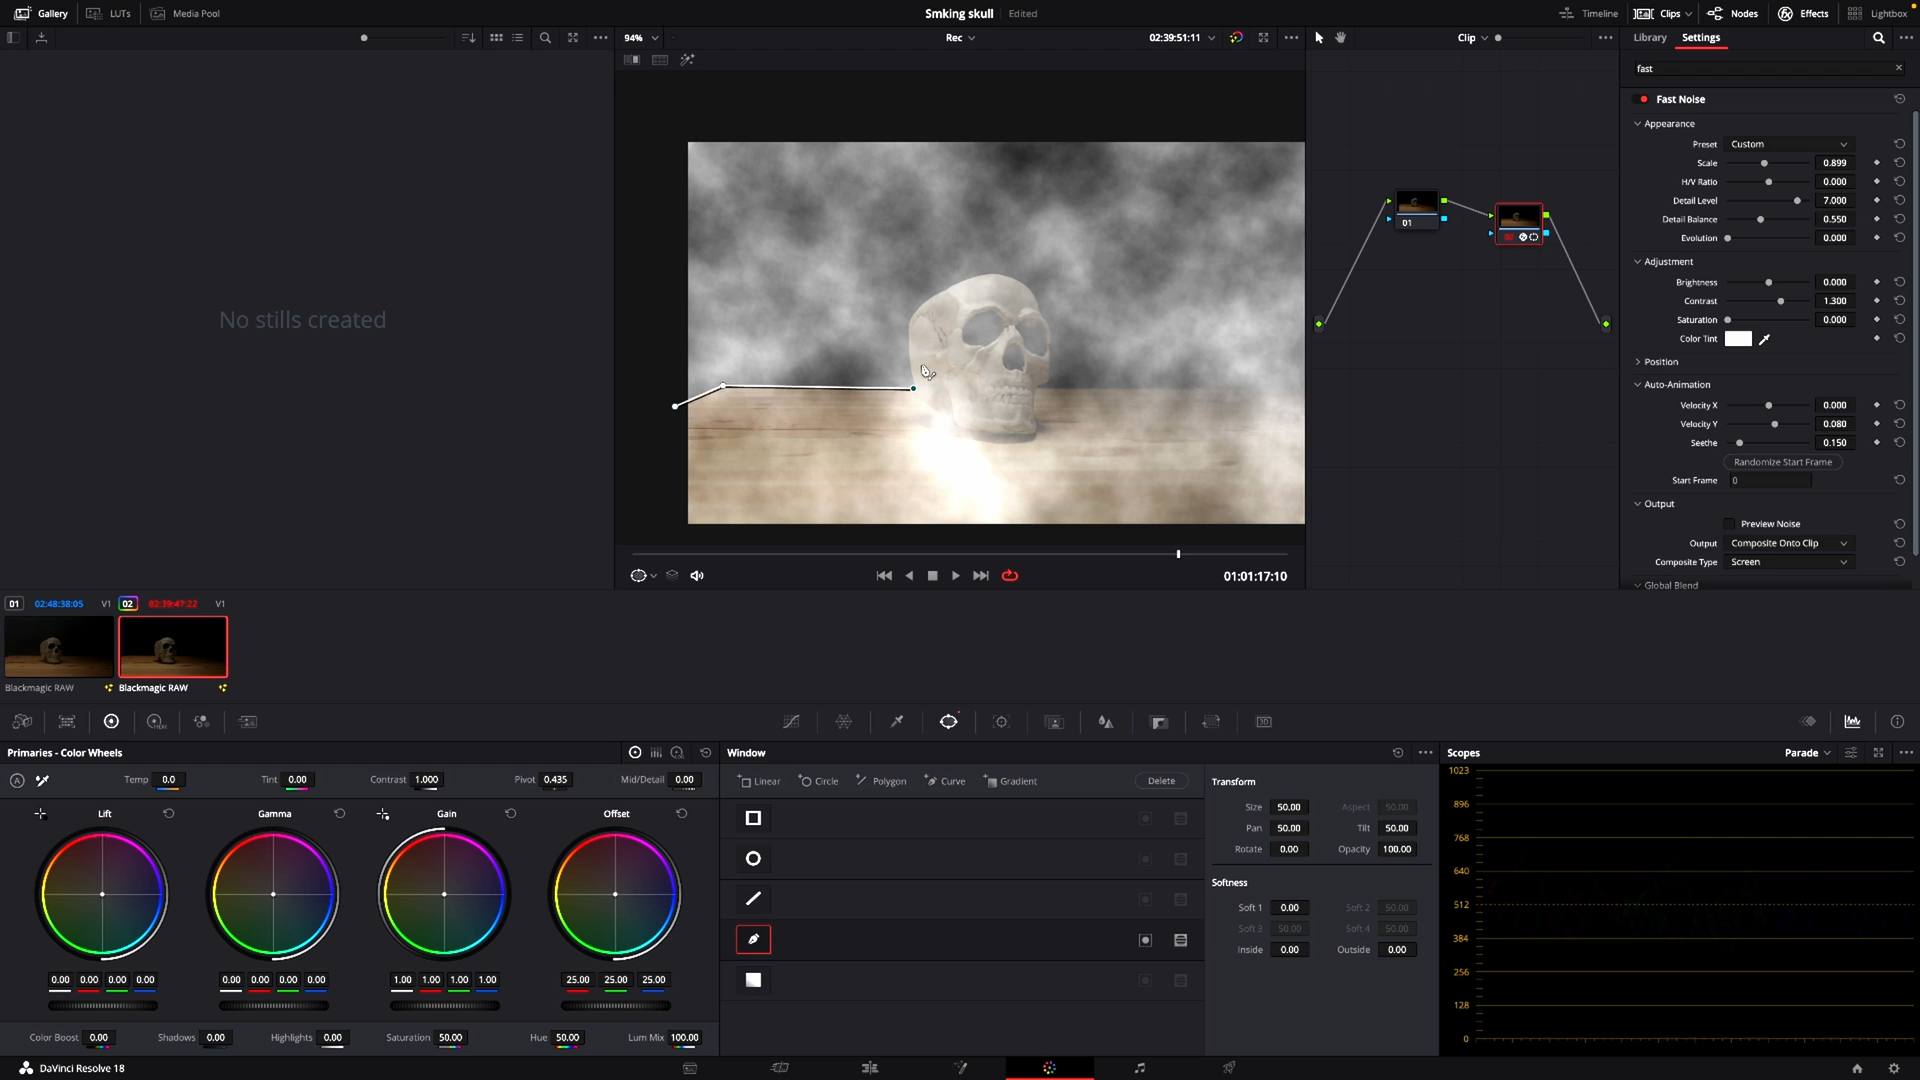 Gallery LUTs Media Pool Smking skull Edited Timeline Clips Nodes Effects Lightbox
94% Rec 02:39:51:11 Clip Library Settings
fast
Fast Noise
Appearance
Preset Custom
Scale 0.899
H/V Ratio 0.000
Detail Level 7.000
Detail Balance 0.550
Evolution 0.000
Adjustment
Brightness 0.000
Contrast 1.300
Saturation 0.000
Color Tint
Position
Auto-Animation
Velocity X 0.000
Velocity Y 0.080
Seethe 0.150
Randomize Start Frame
Start Frame 0
Output
Preview Noise
Output Composite Onto Clip
Composite Type Screen
Global Blend
No stills created
01
01:01:17:10
01 02:48:38:05 V1 02 02:39:47:22 V1
Blackmagic RAW Blackmagic RAW
HDR 3D
Primaries - Color Wheels
A Temp 0.0 Tint 0.00 Contrast 1.000 Pivot 0.435 Mid/Detail 0.00
Lift Gamma Gain Offset
0.00 0.00 0.00 0.00 0.00 0.00 0.00 0.00 1.00 1.00 1.00 1.00 25.00 25.00 25.00
Color Boost 0.00 Shadows 0.00 Highlights 0.00 Saturation 50.00 Hue 50.00 Lum Mix 100.00
Window
Linear Circle Polygon Curve Gradient Delete
Transform
Size 50.00 Aspect 50.00
Pan 50.00 Tilt 50.00
Rotate 0.00 Opacity 100.00
Softness
Soft 1 0.00 Soft 2 50.00
Soft 3 50.00 Soft 4 50.00
Inside 0.00 Outside 0.00
Scopes Parade
1023
896
768
640
512
384
256
128
0
DaVinci Resolve 18